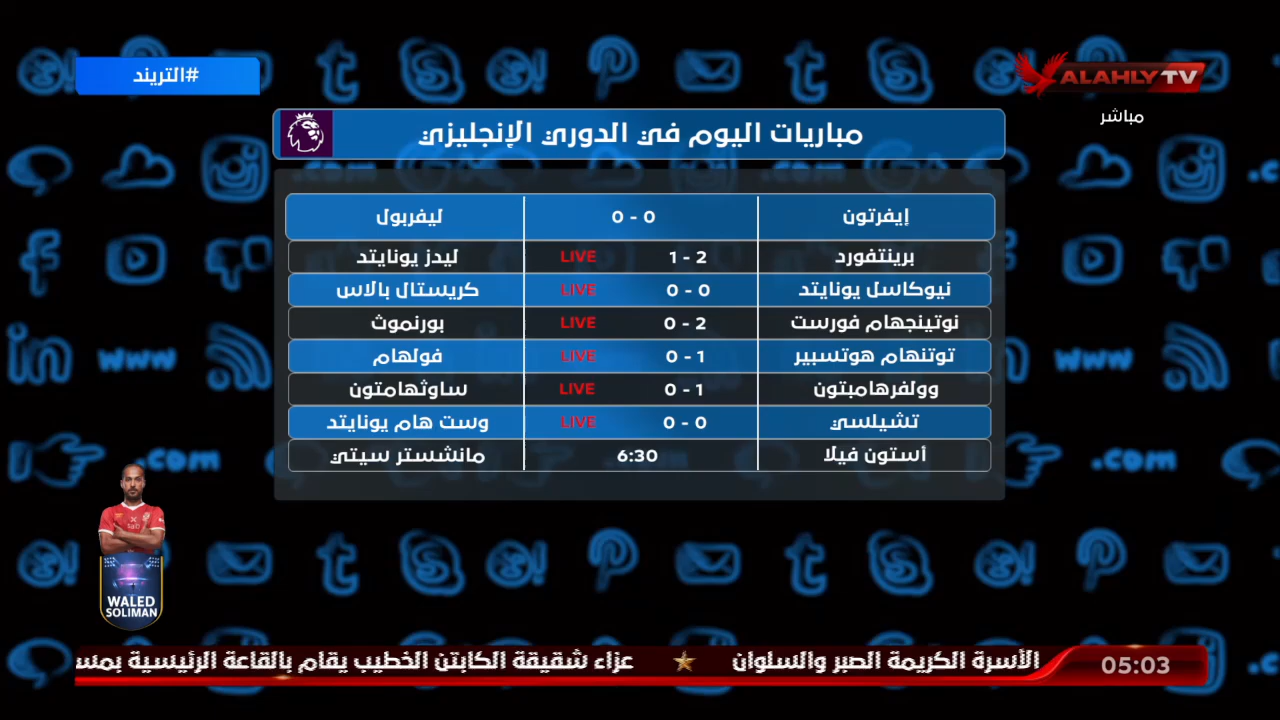 #التريند
ALAHLY TV
مباشر
مباريات اليوم في الدوري الإنجليزي
إيفرتون 0 - 0 ليفربول
برينتفورد 1 - 2 LIVE ليدز يونايتد
نيوكاسل يونايتد 0 - 0 LIVE كريستال بالاس
نوتينجهام فورست 0 - 2 LIVE بورنموث
توتنهام هوتسبير 0 - 1 LIVE فولهام
وولفرهامبتون 0 - 1 LIVE ساوثهامتون
تشيلسي 0 - 0 LIVE وست هام يونايتد
أستون فيلا 6:30 مانشستر سيتي
WALED
SOLIMAN
الأسرة الكريمة الصبر والسلوان ★ عزاء شقيقة الكابتن الخطيب يقام بالقاعة الرئيسية بمس
05:03